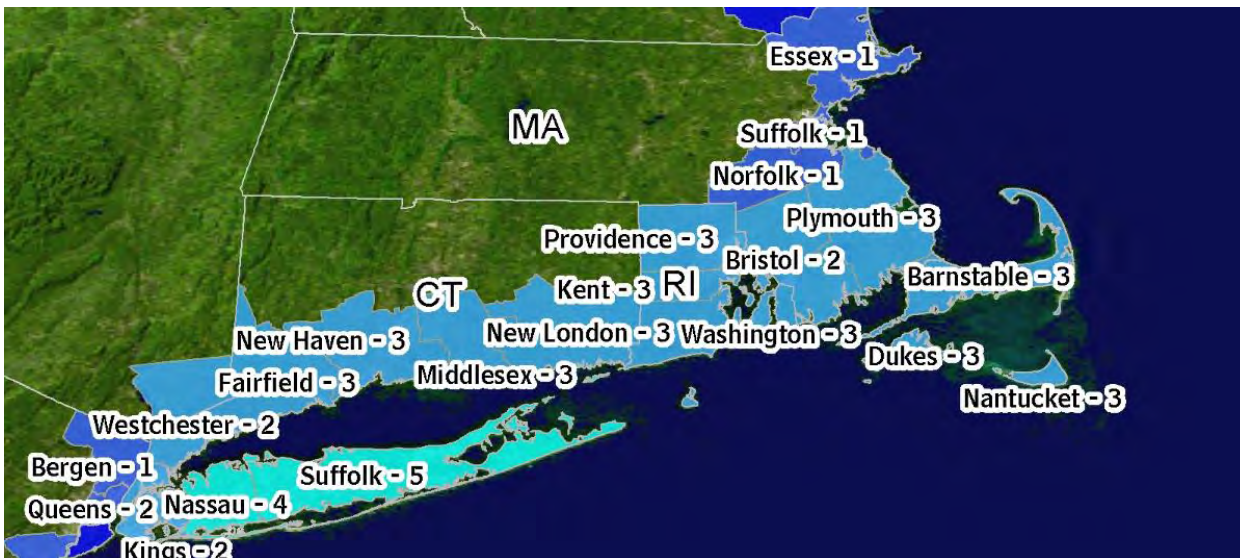 Essex - 1
MA
Suffolk - 1
Norfolk - 1
Plymouth - 3
Providence - 3
Bristol - 2
Barnstable - 3
Kent - 3
RI
CT
New Haven - 3
New London - 3
Washington - 3
Dukes - 3
Fairfield - 3
Middlesex - 3
Nantucket - 3
Westchester - 2
Bergen - 1
Suffolk - 5
Queens - 2
Nassau - 4
Kings - 2